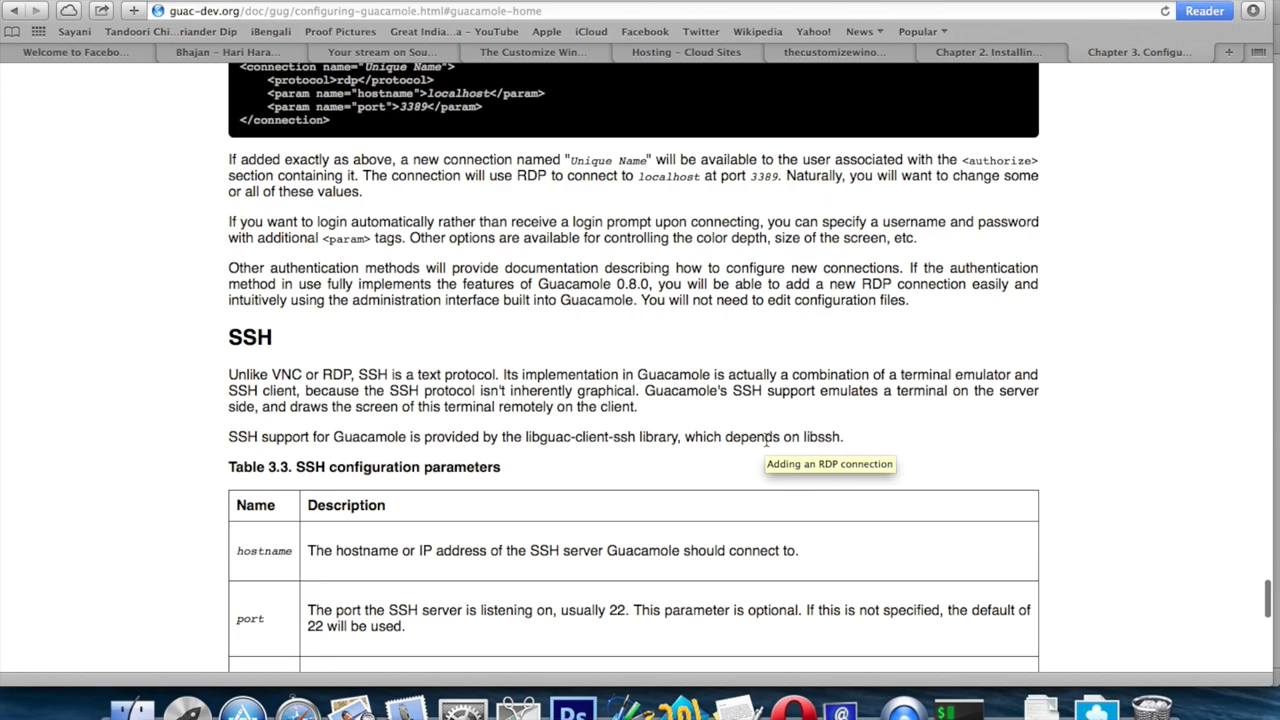 guac-dev.org/doc/gug/configuring-guacamole.html#guacamole-home
Reader
Sayani
Tandoori Chi...riander Dip
iBengali
Proof Pictures
Great India...a – YouTube
Apple
iCloud
Facebook
Twitter
Wikipedia
Yahoo!
News
Popular
Welcome to Facebo...
Bhajan – Hari Hara...
Your stream on Sou...
The Customize Win...
Hosting – Cloud Sites
thecustomizewino...
Chapter 2. Installin...
Chapter 3. Configu...
<connection name="Unique Name">
<protocol>rdp</protocol>
<param name="hostname">localhost</param>
<param name="port">3389</param>
</connection>
If added exactly as above, a new connection named "Unique Name" will be available to the user associated with the <authorize>
section containing it. The connection will use RDP to connect to localhost at port 3389. Naturally, you will want to change some
or all of these values.
If you want to login automatically rather than receive a login prompt upon connecting, you can specify a username and password
with additional <param> tags. Other options are available for controlling the color depth, size of the screen, etc.
Other authentication methods will provide documentation describing how to configure new connections. If the authentication
method in use fully implements the features of Guacamole 0.8.0, you will be able to add a new RDP connection easily and
intuitively using the administration interface built into Guacamole. You will not need to edit configuration files.
SSH
Unlike VNC or RDP, SSH is a text protocol. Its implementation in Guacamole is actually a combination of a terminal emulator and
SSH client, because the SSH protocol isn't inherently graphical. Guacamole's SSH support emulates a terminal on the server
side, and draws the screen of this terminal remotely on the client.
SSH support for Guacamole is provided by the libguac-client-ssh library, which depends on libssh.
Adding an RDP connection
Table 3.3. SSH configuration parameters
Name
Description
hostname
The hostname or IP address of the SSH server Guacamole should connect to.
port
The port the SSH server is listening on, usually 22. This parameter is optional. If this is not specified, the default of
22 will be used.
Ps
@
$